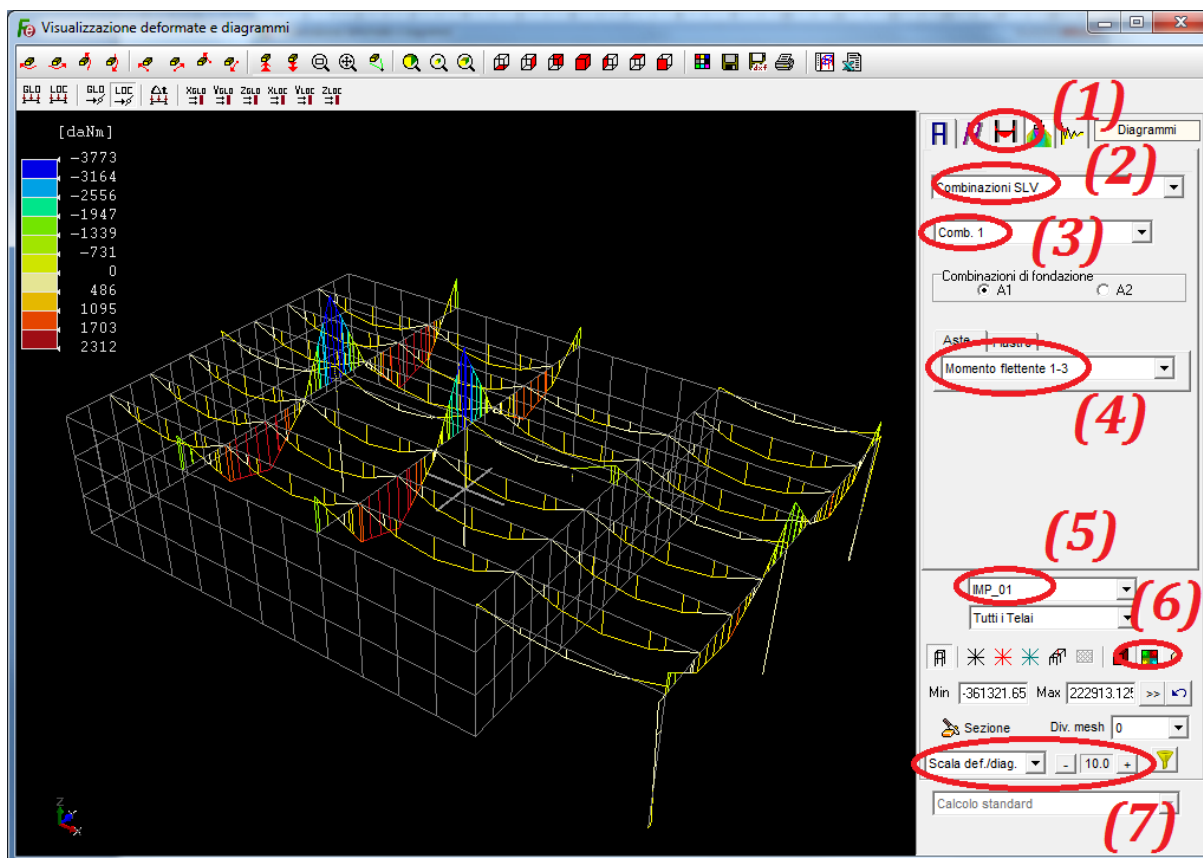 Visualizzazione deformate e diagrammi
GLO LOC GLO LOC Δt XGLO YGLO ZGLO XLOC YLOC ZLOC
[daNm]
-3773
-3164
-2556
-1947
-1339
-731
0
486
1095
1703
2312
(1)
Diagrammi
(2)
Combinazioni SLV
Comb. 1
(3)
Combinazioni di fondazione
A1 A2
Aste Piastre
Momento flettente 1-3
(4)
(5)
IMP_01
Tutti i Telai
(6)
Min -361321.65 Max 222913.125 >>
Sezione Div. mesh 0
Scala def./diag. - 10.0 +
Calcolo standard
(7)
Z
Y
X